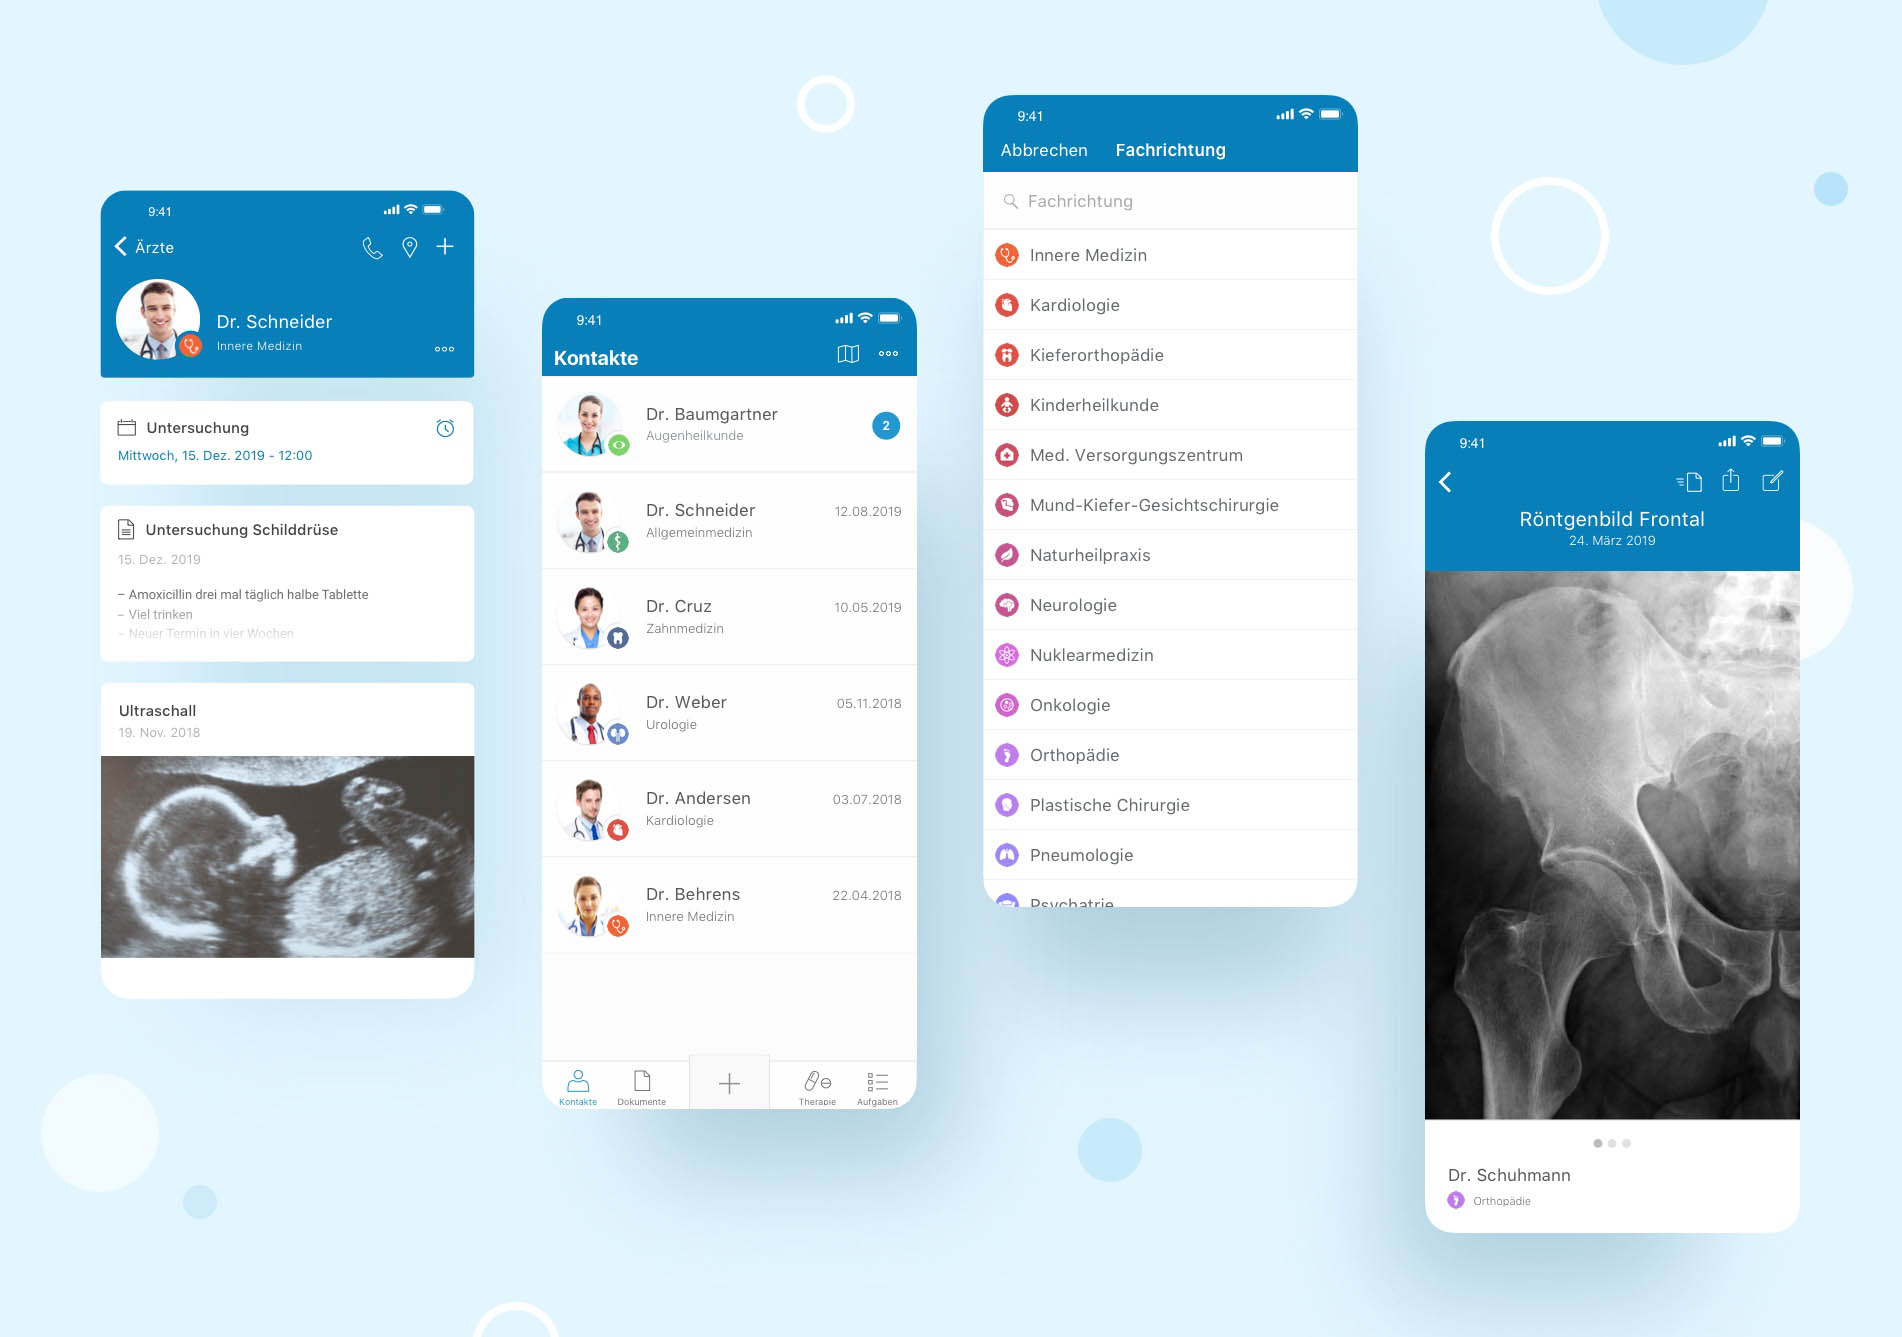 9:41
Ärzte
Dr. Schneider
Innere Medizin
Untersuchung
Mittwoch, 15. Dez. 2019 - 12:00
Untersuchung Schilddrüse
15. Dez. 2019
– Amoxicillin drei mal täglich halbe Tablette
– Viel trinken
– Neuer Termin in vier Wochen
Ultraschall
19. Nov. 2018
9:41
Kontakte
Dr. Baumgartner
Augenheilkunde
2
Dr. Schneider
12.08.2019
Allgemeinmedizin
Dr. Cruz
10.05.2019
Zahnmedizin
Dr. Weber
05.11.2018
Urologie
Dr. Andersen
03.07.2018
Kardiologie
Dr. Behrens
22.04.2018
Innere Medizin
Kontakte
Dokumente
Therapie
Aufgaben
9:41
Abbrechen Fachrichtung
Fachrichtung
Innere Medizin
Kardiologie
Kieferorthopädie
Kinderheilkunde
Med. Versorgungszentrum
Mund-Kiefer-Gesichtschirurgie
Naturheilpraxis
Neurologie
Nuklearmedizin
Onkologie
Orthopädie
Plastische Chirurgie
Pneumologie
Psychatrie
9:41
Röntgenbild Frontal
24. März 2019
Dr. Schuhmann
Orthopädie